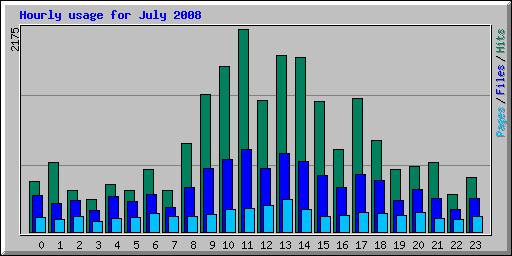 Hourly usage for July 2008
2175
Pages/Files/Hits
0 1 2 3 4 5 6 7 8 9 10 11 12 13 14 15 16 17 18 19 20 21 22 23